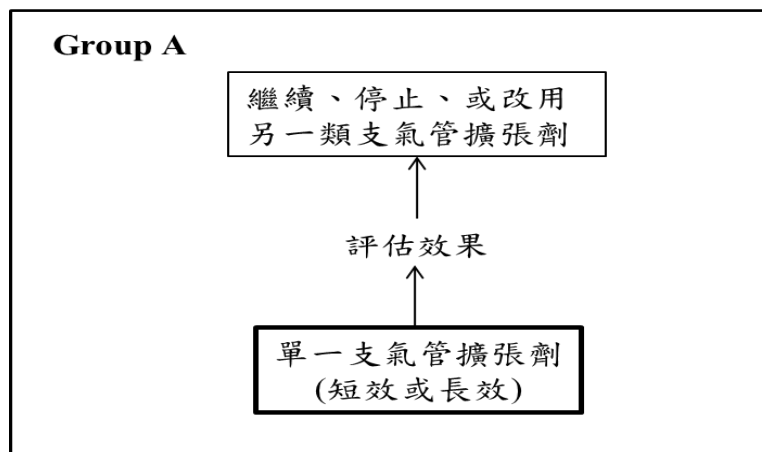 Group A
繼續、停止、或改用
另一類支氣管擴張劑
評估效果
單一支氣管擴張劑
(短效或長效)